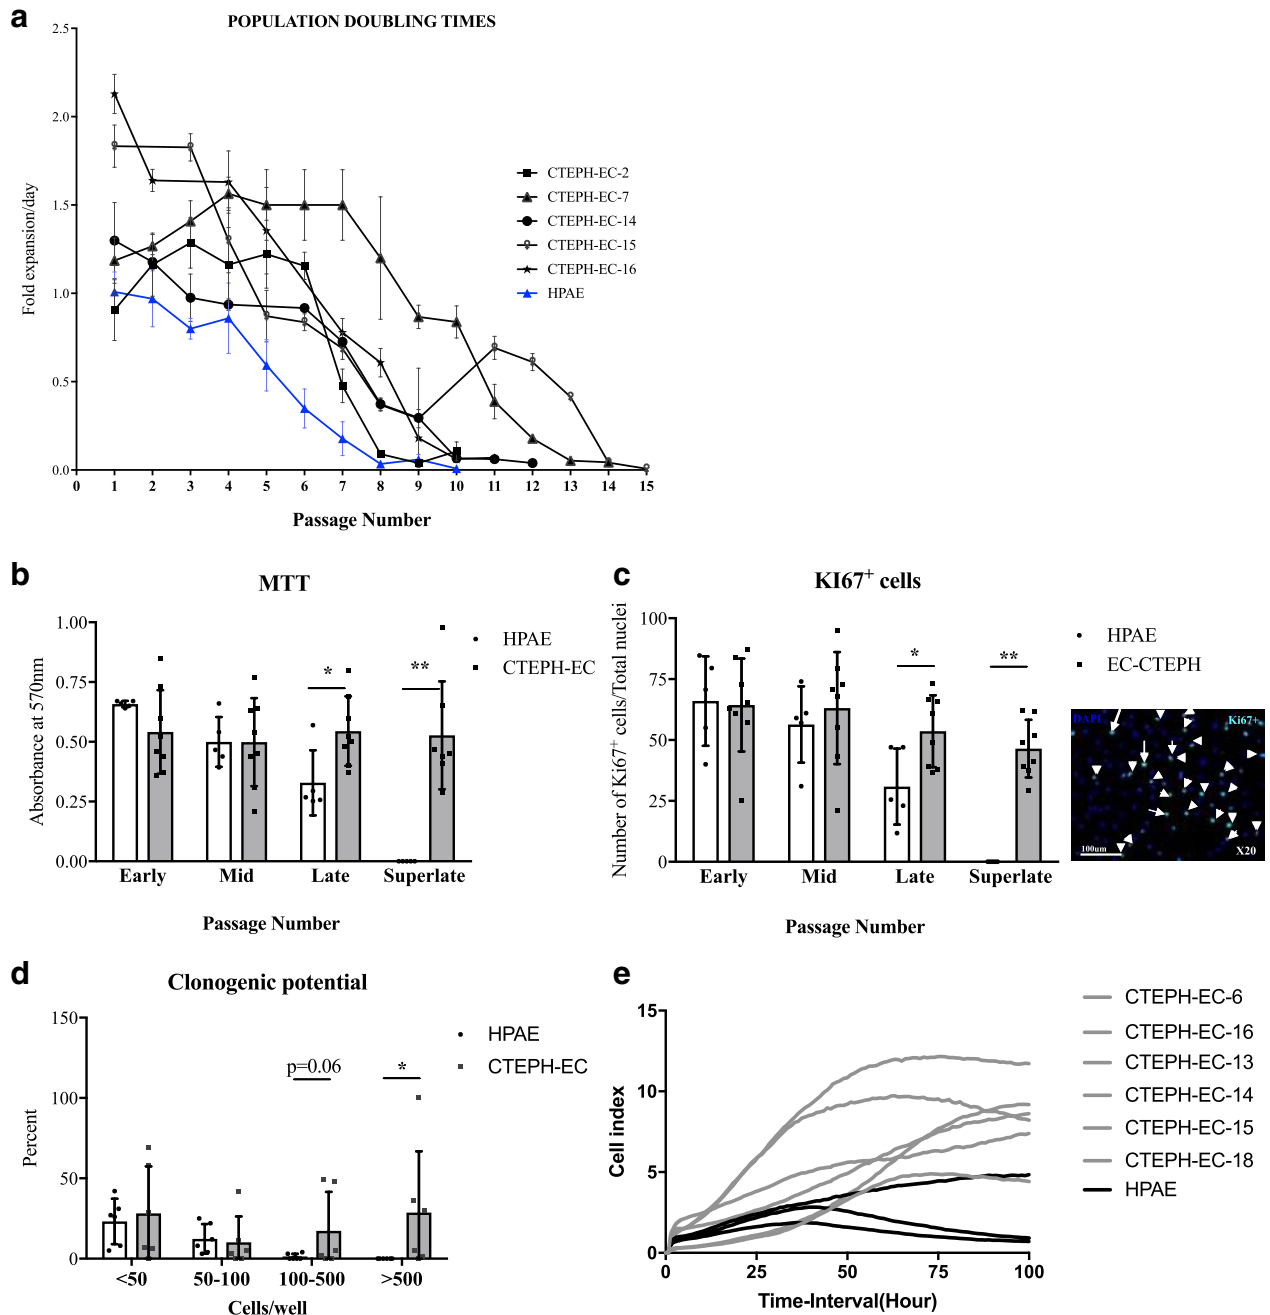 a
POPULATION DOUBLING TIMES
2.5
2.0
1.5
1.0
0.5
0.0
Fold expansion/day
0 1 2 3 4 5 6 7 8 9 10 11 12 13 14 15
Passage Number
CTEPH-EC-2
CTEPH-EC-7
CTEPH-EC-14
CTEPH-EC-15
CTEPH-EC-16
HPAE
b
MTT
1.00
0.75
0.50
0.25
0.00
Absorbance at 570nm
* **
HPAE
CTEPH-EC
Early Mid Late Superlate
Passage Number
c
KI67+ cells
100
75
50
25
0
Number of Ki67+ cells/Total nuclei
* **
HPAE
EC-CTEPH
Early Mid Late Superlate
Passage Number
DAPI Ki67+
100um X20
d
Clonogenic potential
150
100
50
0
Percent
p=0.06 *
HPAE
CTEPH-EC
<50 50-100 100-500 >500
Cells/well
e
15
10
5
0
Cell index
0 25 50 75 100
Time-Interval(Hour)
CTEPH-EC-6
CTEPH-EC-16
CTEPH-EC-13
CTEPH-EC-14
CTEPH-EC-15
CTEPH-EC-18
HPAE